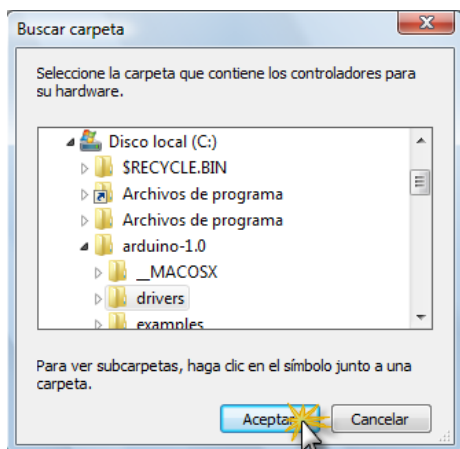 Buscar carpeta
Seleccione la carpeta que contiene los controladores para
su hardware.
Disco local (C:)
$RECYCLE.BIN
Archivos de programa
Archivos de programa
arduino-1.0
__MACOSX
drivers
examples
Para ver subcarpetas, haga clic en el símbolo junto a una
carpeta.
Aceptar Cancelar